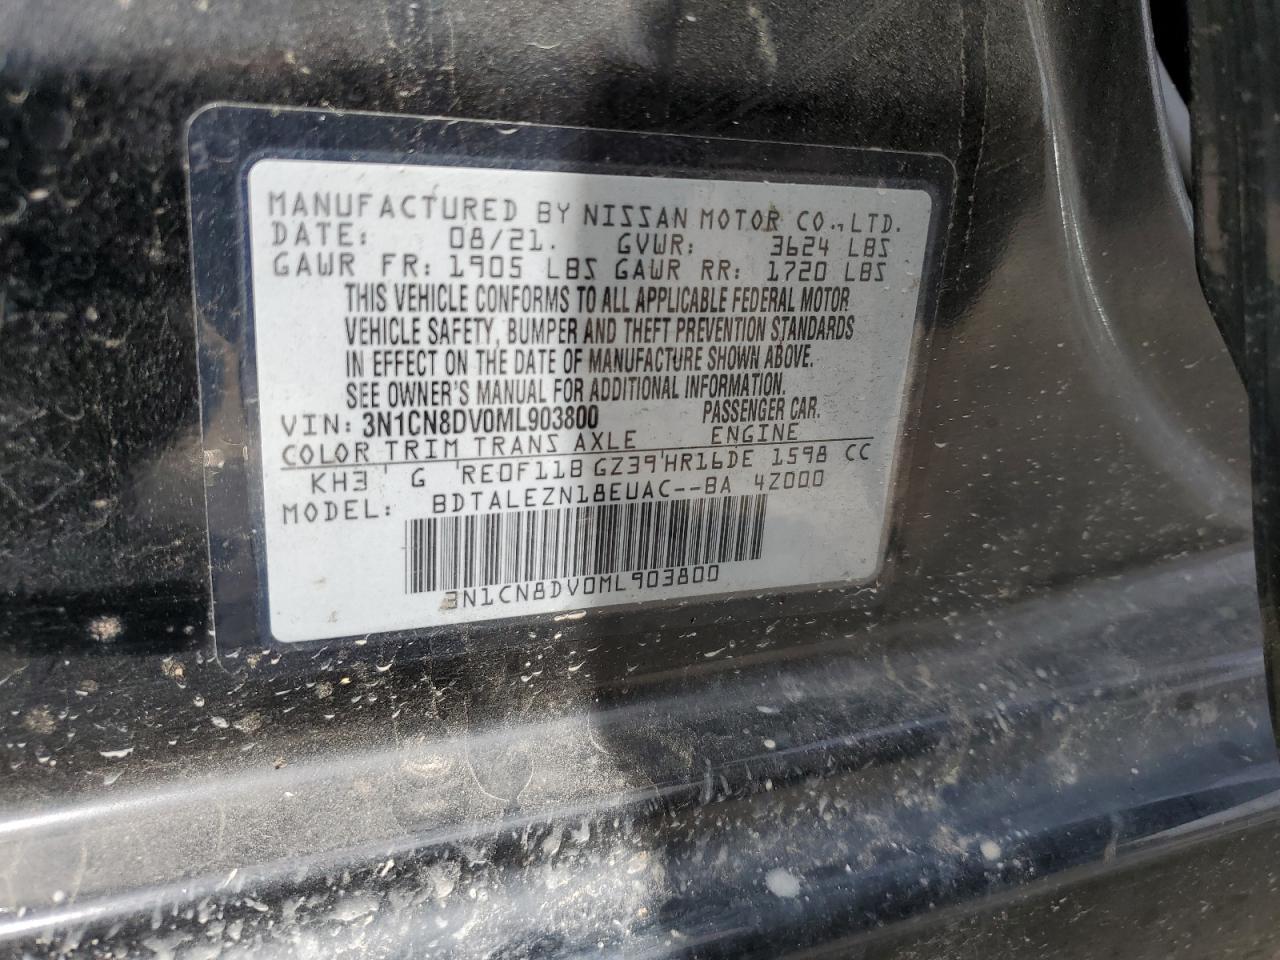 MANUFACTURED BY NISSAN MOTOR CO., LTD.
DATE: 08/21. GVWR: 3624 LBS
GAWR FR: 1905 LBS GAWR RR: 1720 LBS
THIS VEHICLE CONFORMS TO ALL APPLICABLE FEDERAL MOTOR
VEHICLE SAFETY, BUMPER AND THEFT PREVENTION STANDARDS
IN EFFECT ON THE DATE OF MANUFACTURE SHOWN ABOVE.
SEE OWNER'S MANUAL FOR ADDITIONAL INFORMATION.
VIN: 3N1CN8DV0ML903800 PASSENGER CAR.
COLOR TRIM TRANS AXLE ENGINE
KH3 G RE0F11B GZ39 HR16DE 1598 CC
MODEL: BDTALEZN18EUAC--BA 4Z000
3N1CN8DV0ML903800